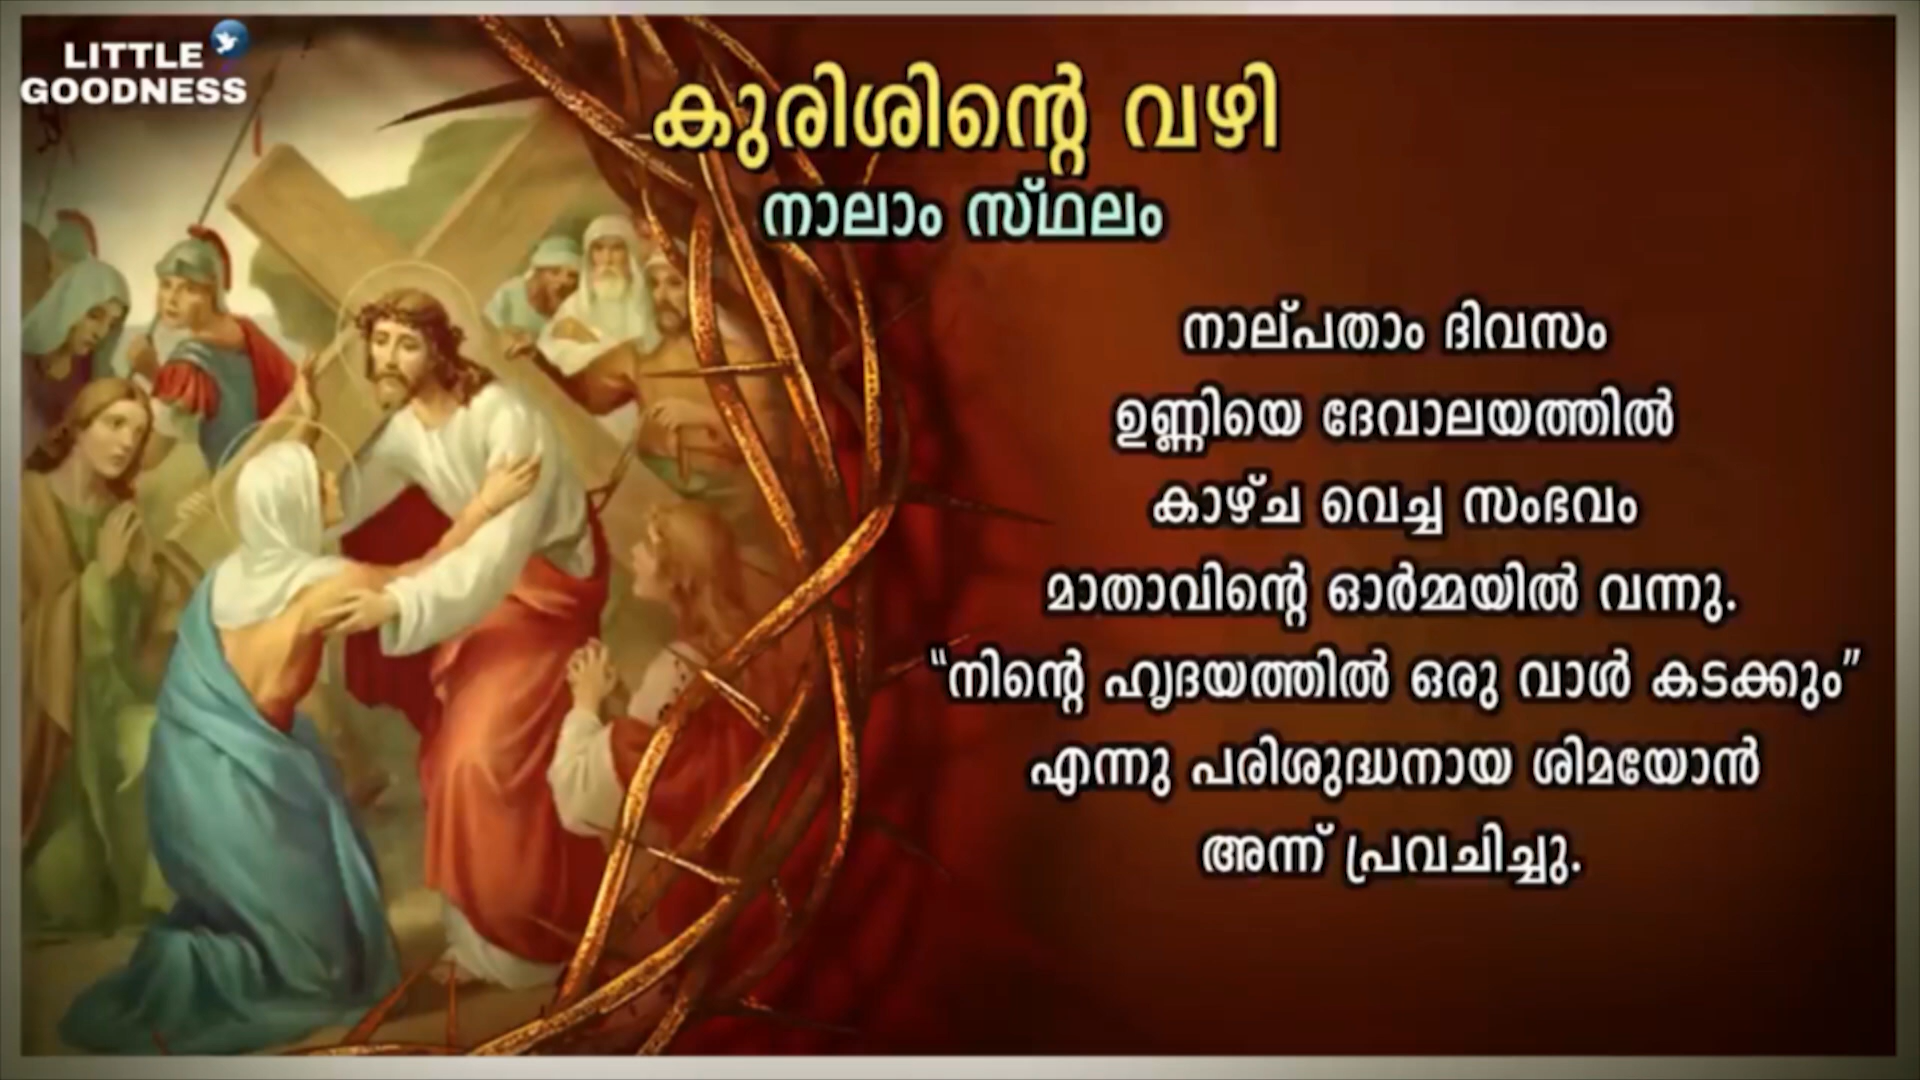 LITTLE
GOODNESS
കുരിശിന്റെ വഴി
നാലാം സ്ഥലം
നാല്പതാം ദിവസം
ഉണ്ണിയെ ദേവാലയത്തിൽ
കാഴ്ച വെച്ച സംഭവം
മാതാവിന്റെ ഓർമ്മയിൽ വന്നു.
“നിന്റെ ഹൃദയത്തിൽ ഒരു വാൾ കടക്കും”
എന്നു പരിശുദ്ധനായ ശിമയോൻ
അന്ന് പ്രവചിച്ചു.